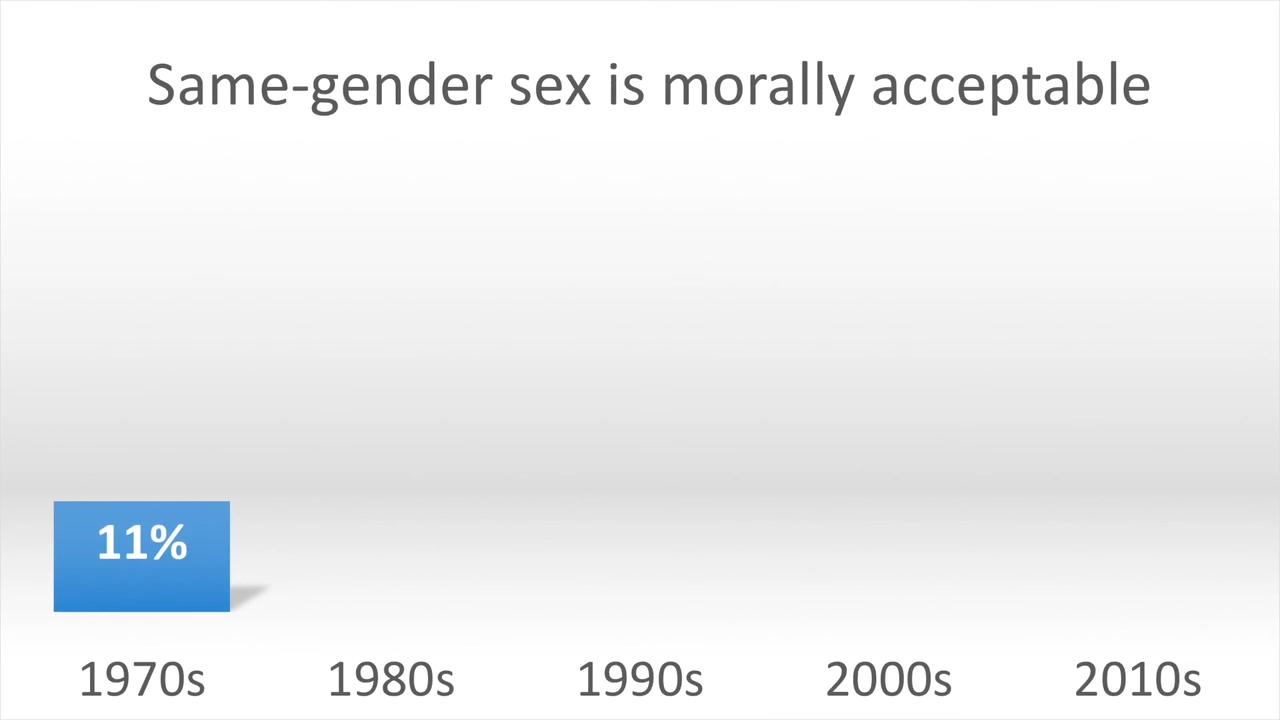 Same-gender sex is morally acceptable
11%
1970s 1980s 1990s 2000s 2010s